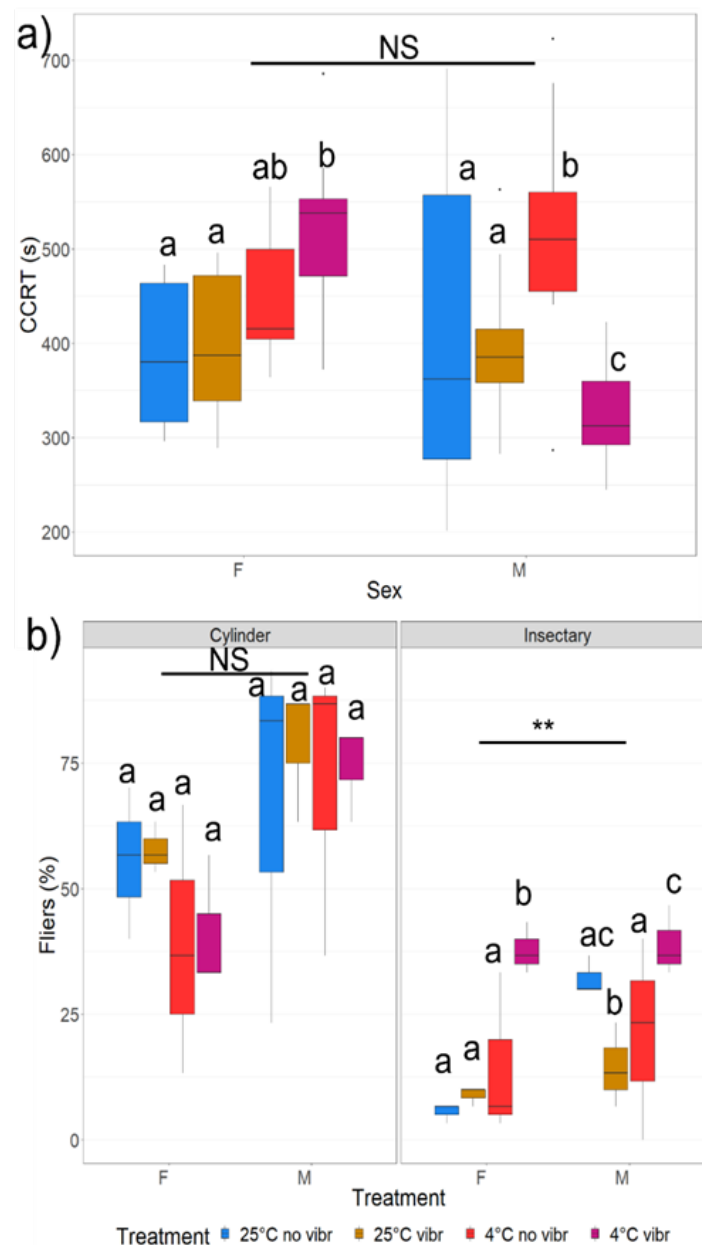 a)
NS
700
600
500
400
300
200
CCRT (s)
a
a
ab
b
a
a
b
c
F
M
Sex
b)
Cylinder
Insectary
NS
**
75
50
25
0
Fliers (%)
a
a
a
a
a
a
a
a
a
a
a
b
ac
b
a
c
F
M
F
M
Treatment
Treatment 25°C no vibr 25°C vibr 4°C no vibr 4°C vibr